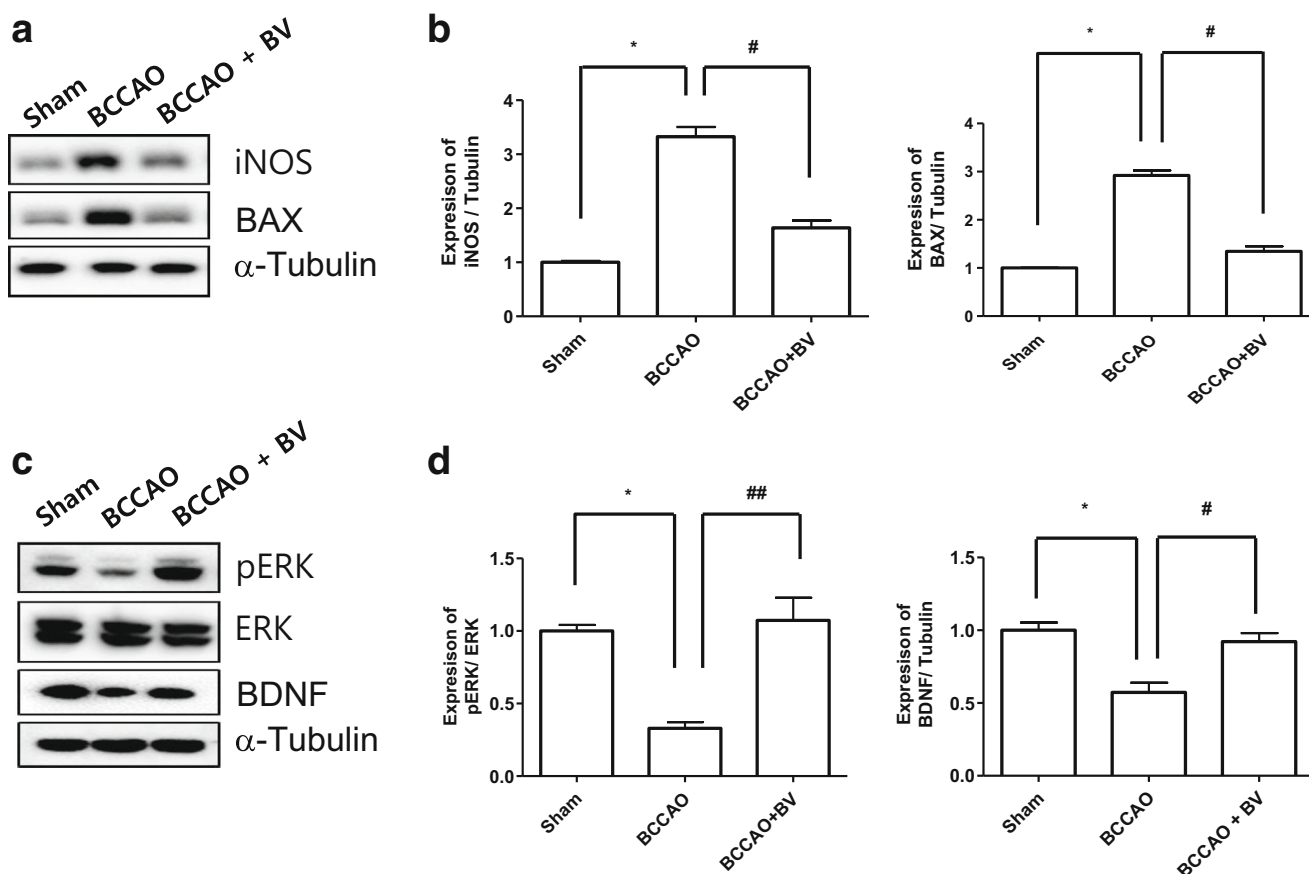 a
Sham
BCCAO
BCCAO + BV
iNOS
BAX
α-Tubulin
b
*
#
Expresison of
iNOS / Tubulin
4
3
2
1
0
Sham
BCCAO
BCCAO+BV
*
#
Expresison of
BAX/ Tubulin
4
3
2
1
0
Sham
BCCAO
BCCAO+BV
c
Sham
BCCAO
BCCAO + BV
pERK
ERK
BDNF
α-Tubulin
d
*
##
Expresison of
pERK/ ERK
1.5
1.0
0.5
0.0
Sham
BCCAO
BCCAO+BV
*
#
Expresison of
BDNF/ Tubulin
1.5
1.0
0.5
0.0
Sham
BCCAO
BCCAO + BV